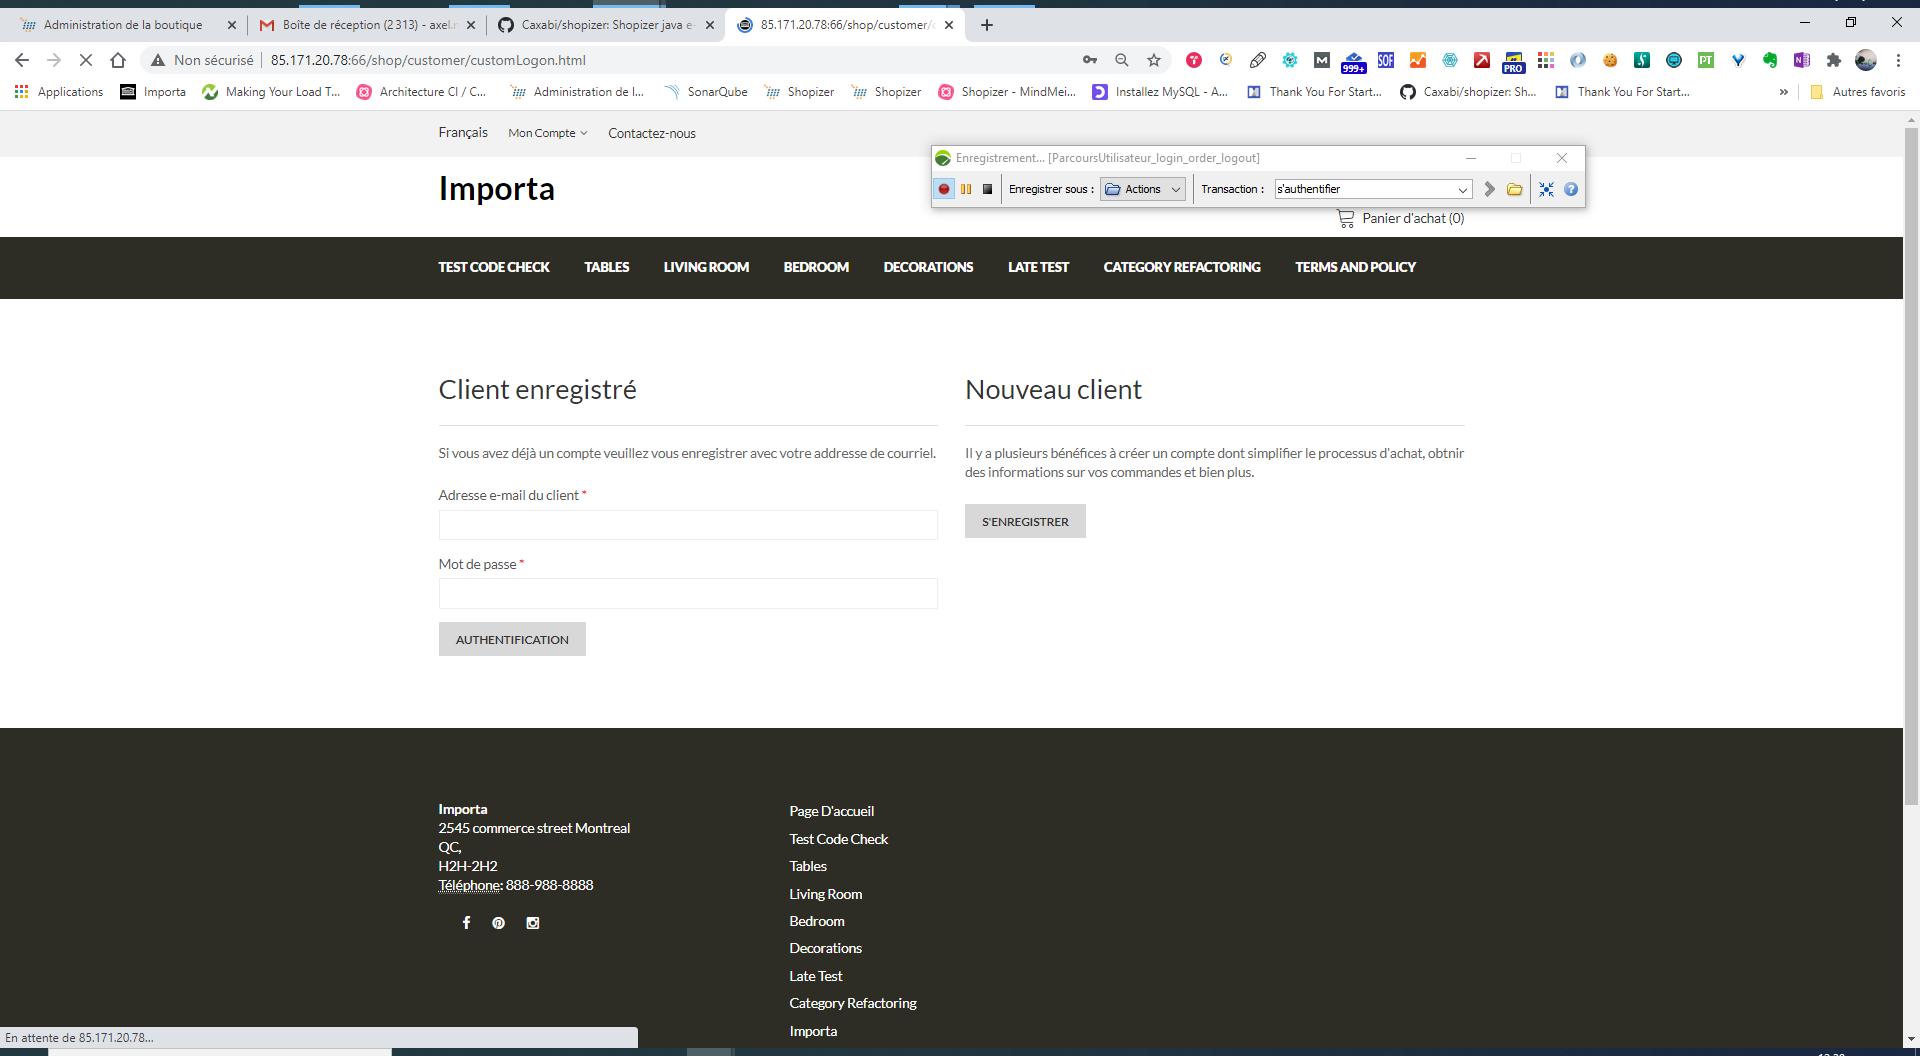 Administration de la boutique
Boîte de réception (2 313) - axel.r
Caxabi/shopizer: Shopizer java e-
85.171.20.78:66/shop/customer/c
Non sécurisé
85.171.20.78:66/shop/customer/customLogon.html
999+
SOF
PRO
PT
Applications
Importa
Making Your Load T...
Architecture CI / C...
Administration de l...
SonarQube
Shopizer
Shopizer
Shopizer - MindMei...
Installez MySQL - A...
Thank You For Start...
Caxabi/shopizer: Sh...
Thank You For Start...
»
Autres favoris
Français
Mon Compte
Contactez-nous
Enregistrement... [ParcoursUtilisateur_login_order_logout]
Enregistrer sous :
Actions
Transaction :
s'authentifier
Importa
Panier d'achat (0)
TEST CODE CHECK
TABLES
LIVING ROOM
BEDROOM
DECORATIONS
LATE TEST
CATEGORY REFACTORING
TERMS AND POLICY
Client enregistré
Si vous avez déjà un compte veuillez vous enregistrer avec votre addresse de courriel.
Adresse e-mail du client *
Mot de passe *
AUTHENTIFICATION
Nouveau client
Il y a plusieurs bénéfices à créer un compte dont simplifier le processus d'achat, obtnir
des informations sur vos commandes et bien plus.
S'ENREGISTRER
Importa
2545 commerce street Montreal
QC,
H2H-2H2
Téléphone: 888-988-8888
Page D'accueil
Test Code Check
Tables
Living Room
Bedroom
Decorations
Late Test
Category Refactoring
Importa
En attente de 85.171.20.78...